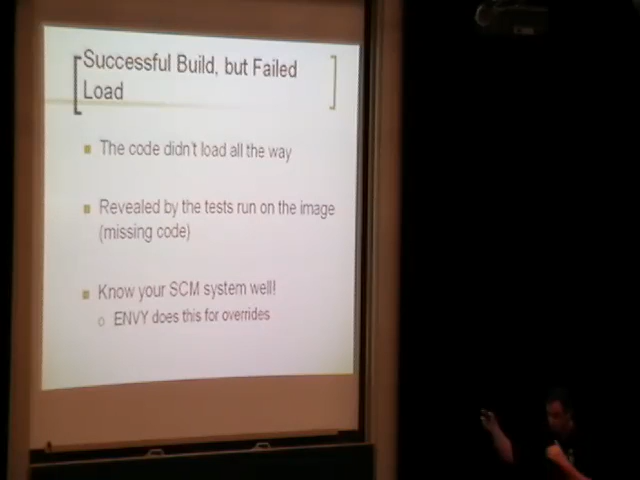 Successful Build, but Failed
Load
The code didn't load all the way
Revealed by the tests run on the image
(missing code)
Know your SCM system well!
ENVY does this for overrides